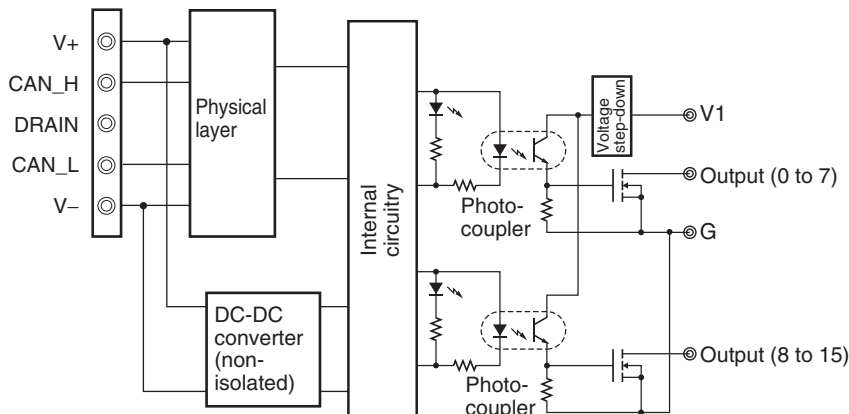 V+
CAN_H
DRAIN
CAN_L
V–
Physical
layer
DC-DC
converter
(non-
isolated)
Internal
circuitry
Photo-
coupler
Voltage
step-down
V1
Output (0 to 7)
G
Photo-
coupler
Output (8 to 15)